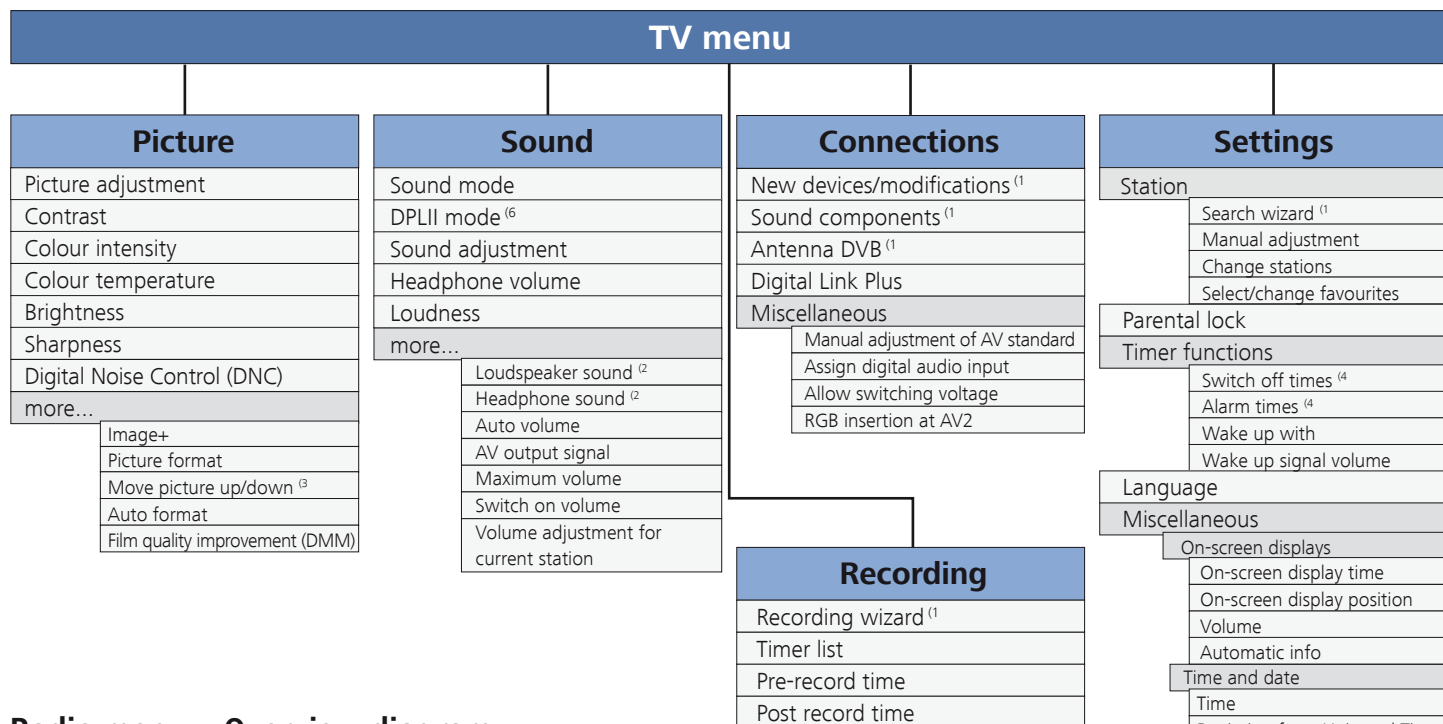 TV menu
Picture
Picture adjustment
Contrast
Colour intensity
Colour temperature
Brightness
Sharpness
Digital Noise Control (DNC)
more...
Image+
Picture format
Move picture up/down (3
Auto format
Film quality improvement (DMM)
Sound
Sound mode
DPLII mode (6
Sound adjustment
Headphone volume
Loudness
more...
Loudspeaker sound (2
Headphone sound (2
Auto volume
AV output signal
Maximum volume
Switch on volume
Volume adjustment for
current station
Connections
New devices/modifications (1
Sound components (1
Antenna DVB (1
Digital Link Plus
Miscellaneous
Manual adjustment of AV standard
Assign digital audio input
Allow switching voltage
RGB insertion at AV2
Recording
Recording wizard (1
Timer list
Pre-record time
Post record time
Settings
Station
Search wizard (1
Manual adjustment
Change stations
Select/change favourites
Parental lock
Timer functions
Switch off times (4
Alarm times (4
Wake up with
Wake up signal volume
Language
Miscellaneous
On-screen displays
On-screen display time
On-screen display position
Volume
Automatic info
Time and date
Time